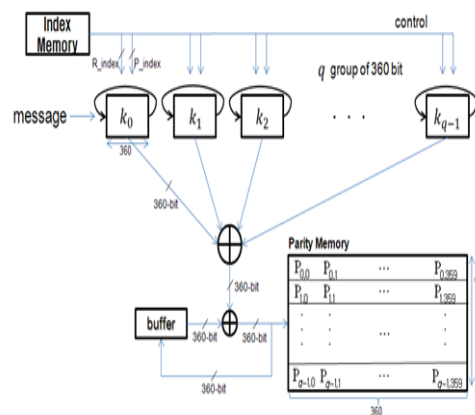 Index
Memory
control
R_index
P_index
q group of 360 bit
message
k0
k1
k2
. . .
kq−1
360
360-bit
360-bit
Parity Memory
P0,0 P0,1 ... P0,359
P1,0 P1,1 P1,359
buffer
360-bit
360-bit
360-bit
...
Pq−1,0 Pq−1,1 ... Pq−1,359
360